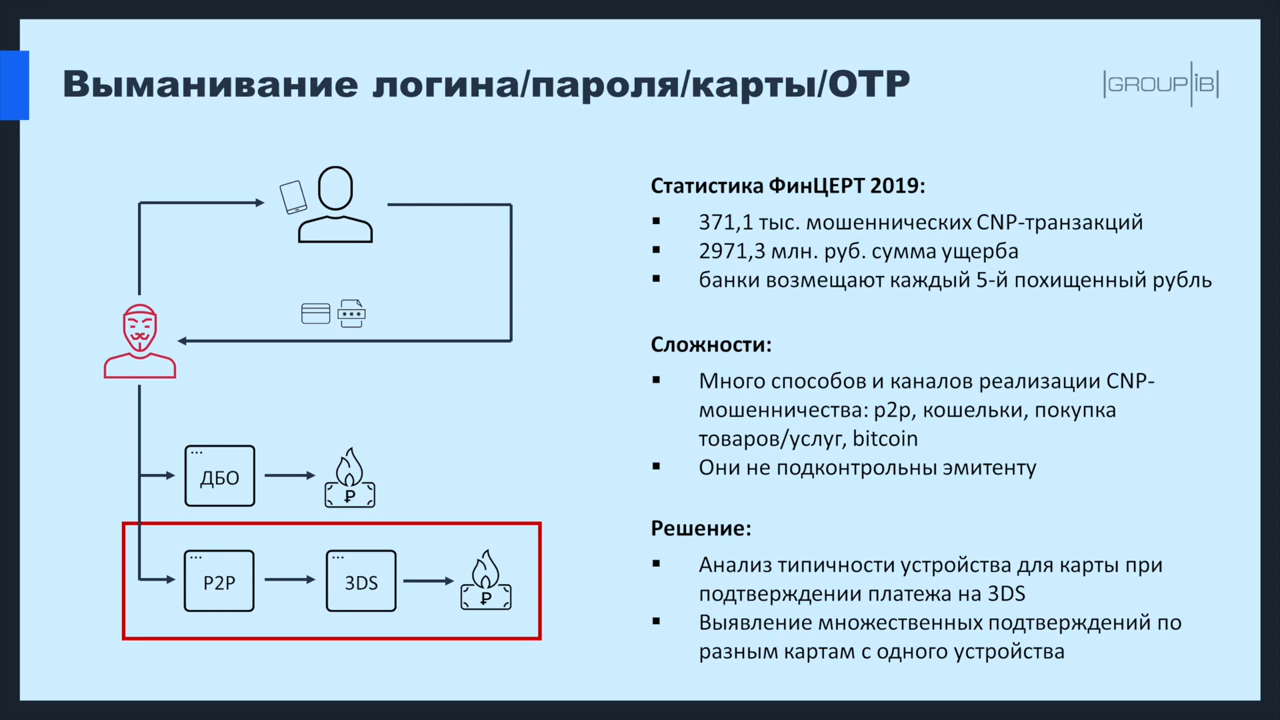 Выманивание логина/пароля/карты/OTP
|GROUP|iB|
Статистика ФинЦЕРТ 2019:
▪ 371,1 тыс. мошеннических CNP-транзакций
▪ 2971,3 млн. руб. сумма ущерба
▪ банки возмещают каждый 5-й похищенный рубль
Сложности:
▪ Много способов и каналов реализации CNP-
мошенничества: p2p, кошельки, покупка
товаров/услуг, bitcoin
▪ Они не подконтрольны эмитенту
Решение:
▪ Анализ типичности устройства для карты при
подтверждении платежа на 3DS
▪ Выявление множественных подтверждений по
разным картам с одного устройства
***
ДБО
₽
P2P
3DS
₽